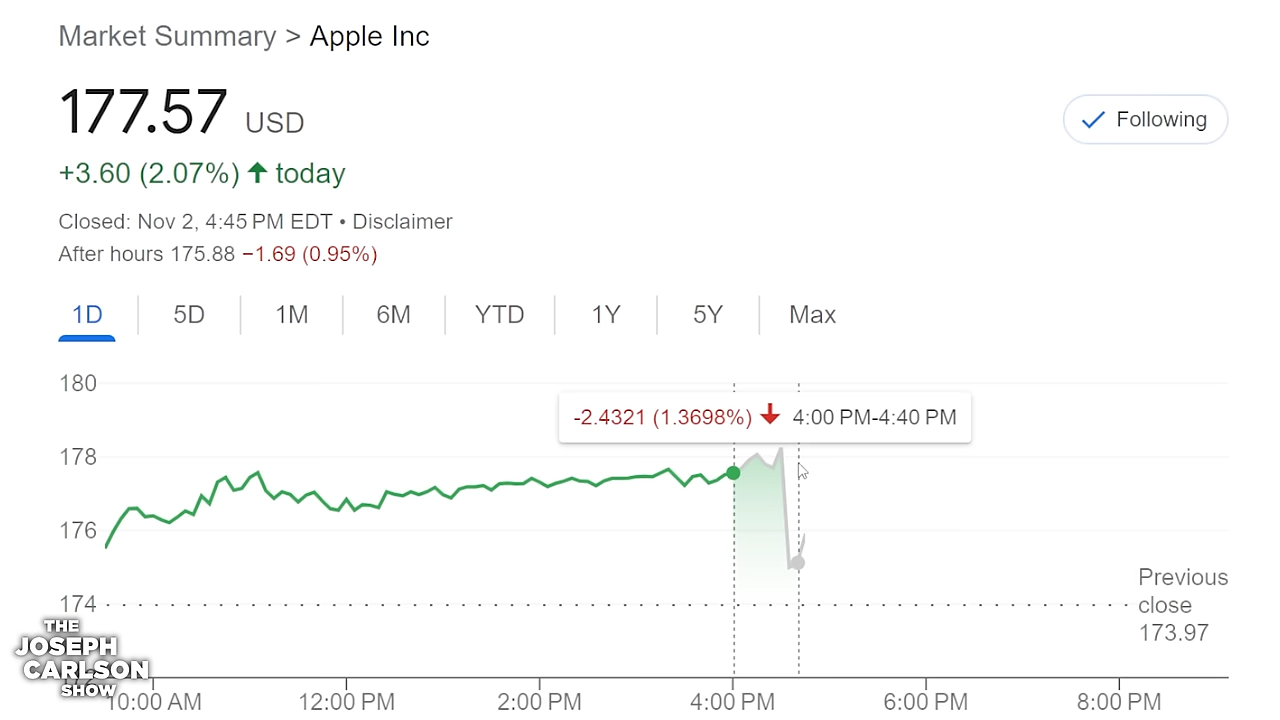 Market Summary > Apple Inc
177.57 USD
Following
+3.60 (2.07%) ↑ today
Closed: Nov 2, 4:45 PM EDT • Disclaimer
After hours 175.88 −1.69 (0.95%)
1D 5D 1M 6M YTD 1Y 5Y Max
180
-2.4321 (1.3698%) ↓ 4:00 PM-4:40 PM
178
176
Previous
close
173.97
174
THE
JOSEPH
CARLSON
SHOW
10:00 AM 12:00 PM 2:00 PM 4:00 PM 6:00 PM 8:00 PM